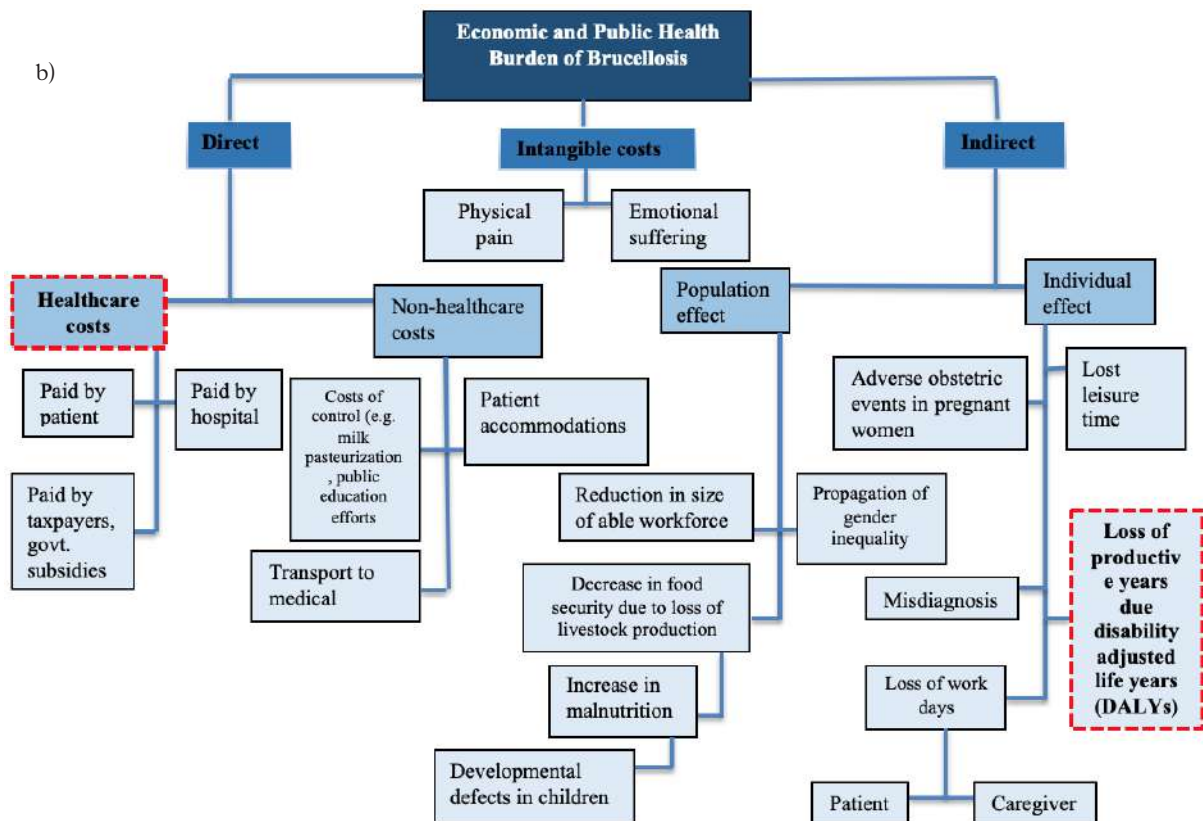 Economic and Public Health
Burden of Brucellosis
b)
Direct
Intangible costs
Indirect
Physical
pain
Emotional
suffering
Healthcare
costs
Non-healthcare
costs
Population
effect
Individual
effect
Paid by
patient
Paid by
hospital
Costs of
control (e.g.
milk
pasteurization
, public
education
efforts
Patient
accommodations
Adverse obstetric
events in pregnant
women
Lost
leisure
time
Paid by
taxpayers,
govt.
subsidies
Transport to
medical
Reduction in size
of able workforce
Propagation of
gender
inequality
Loss of
productiv
e years
due
disability
adjusted
life years
(DALYs)
Decrease in food
security due to loss of
livestock production
Misdiagnosis
Increase in
malnutrition
Loss of work
days
Developmental
defects in children
Patient
Caregiver